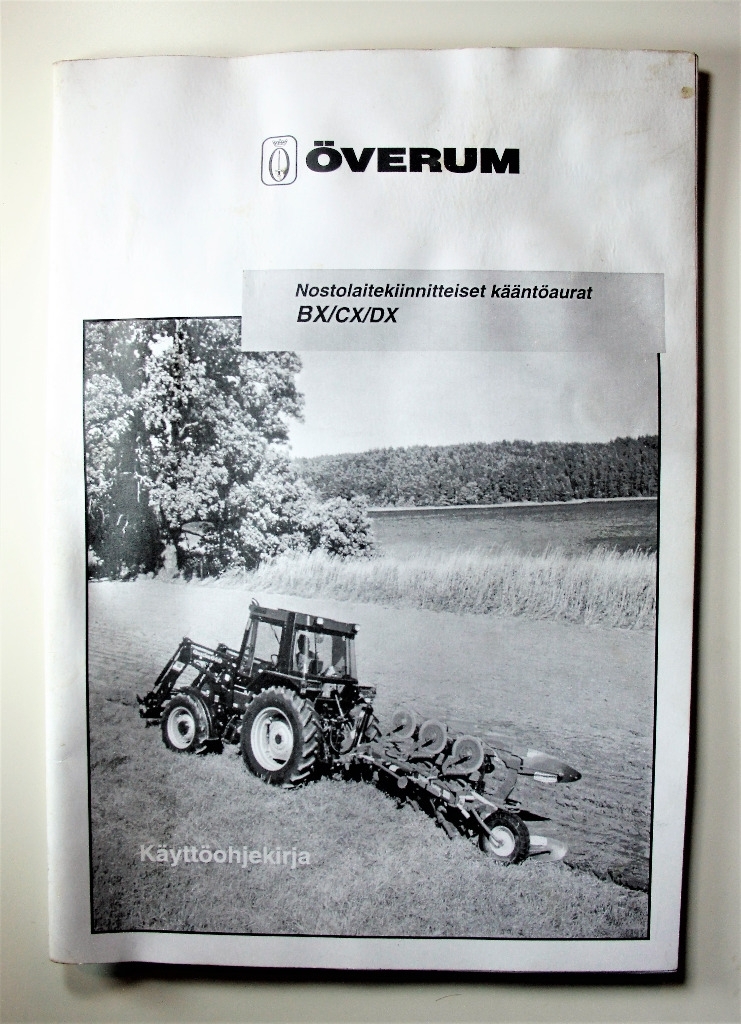 ÖVERUM
Nostolaitekiinnitteiset kääntöaurat
BX/CX/DX
Käyttöohjekirja